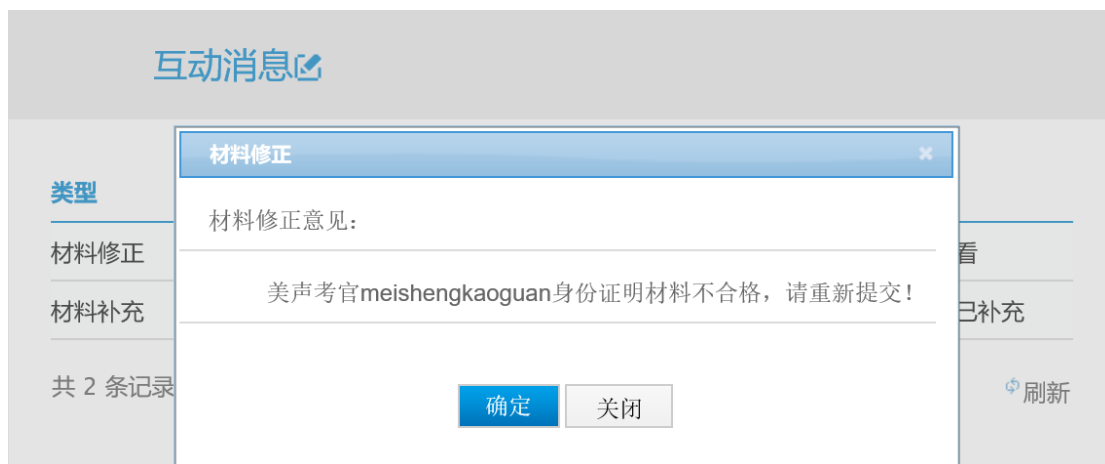 互动消息
材料修正
类型
材料修正意见:
材料修正
看
美声考官meishengkaoguan身份证明材料不合格，请重新提交！
材料补充
已补充
共 2 条记录
刷新
确定
关闭